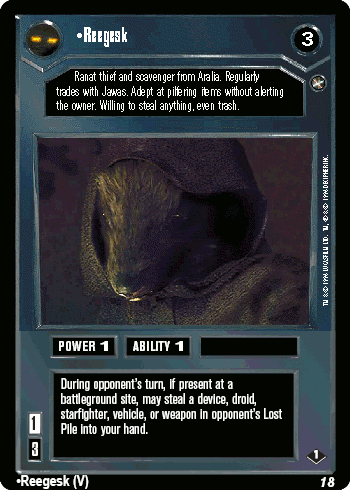 •Reegesk
3
Ranat thief and scavenger from Aralia. Regularly
trades with Jawas. Adept at pilfering items without alerting
the owner. Willing to steal anything, even trash.
POWER 1
ABILITY 1
During opponent's turn, if present at a
battleground site, may steal a device, droid,
starfighter, vehicle, or weapon in opponent's Lost
Pile into your hand.
1
3
1
•Reegesk (V)
18